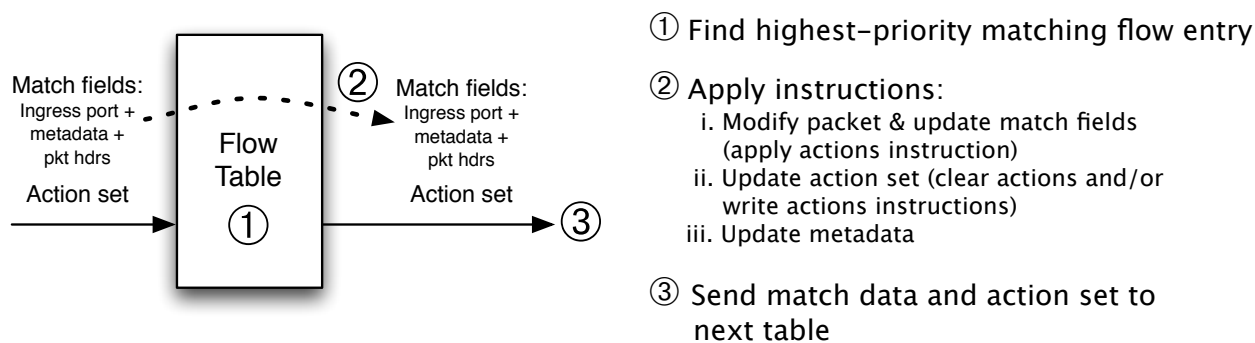 Match fields:
Ingress port +
metadata +
pkt hdrs
Action set
Flow
Table
①
②
Match fields:
Ingress port +
metadata +
pkt hdrs
Action set
③
① Find highest–priority matching flow entry
② Apply instructions:
i. Modify packet & update match fields
(apply actions instruction)
ii. Update action set (clear actions and/or
write actions instructions)
iii. Update metadata
③ Send match data and action set to
next table